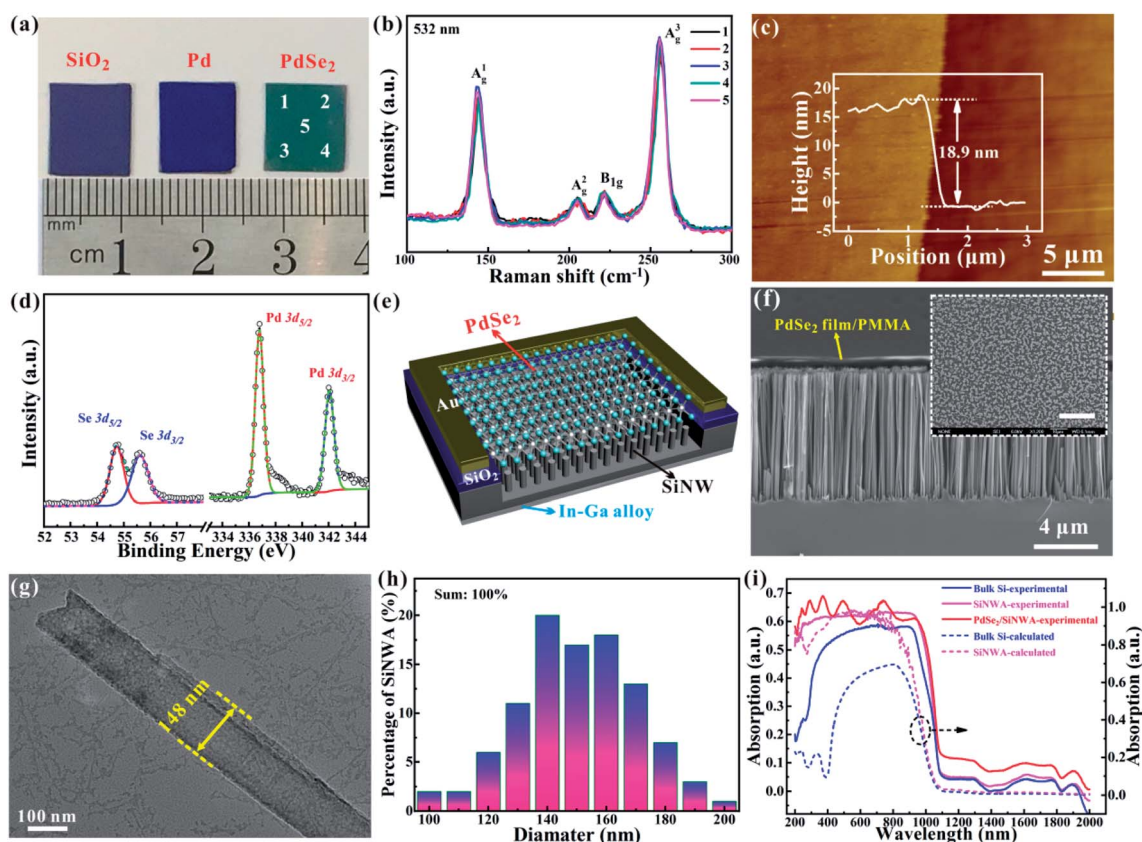 (a)
SiO2
Pd
PdSe2
1 2
5
3 4
mm
cm 1 2 3 4
(b)
532 nm
A¹g
A²g
B1g
A³g
1
2
3
4
5
Intensity (a.u.)
100 150 200 250 300
Raman shift (cm-1)
(c)
Height (nm)
25
20
15
10
5
0
-5
18.9 nm
0 1 2 3
Position (µm)
5 µm
(d)
Pd 3d5/2
Pd 3d3/2
Se 3d5/2
Se 3d3/2
Intensity (a.u.)
52 53 54 55 56 57 334 336 338 340 342 344
Binding Energy (eV)
(e)
PdSe2
Au
SiO2
SiNW
In-Ga alloy
(f)
PdSe2 film/PMMA
4 µm
(g)
148 nm
100 nm
(h)
Sum: 100%
Percentage of SiNWA (%)
20
15
10
5
0
100 120 140 160 180 200
Diamater (nm)
(i)
Bulk Si-experimental
SiNWA-experimental
PdSe2/SiNWA-experimental
Bulk Si-calculated
SiNWA-calculated
Absorption (a.u.)
0.7
0.6
0.5
0.4
0.3
0.2
0.1
0.0
1.0
0.8
0.6
0.4
0.2
0.0
Absorption (a.u.)
200 400 600 800 1000 1200 1400 1600 1800 2000
Wavelength (nm)